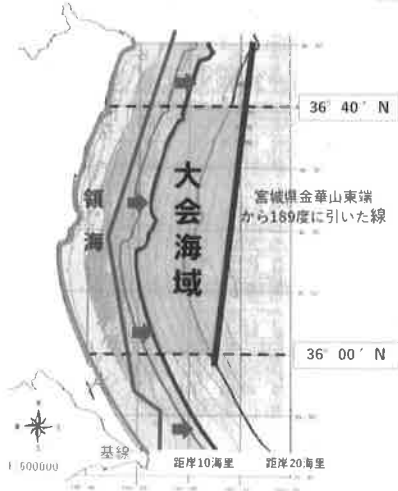 36° 40′ N
大会海域
領海
宮城県金華山東端
から189度に引いた線
36° 00′ N
基線
距岸10海里
距岸20海里